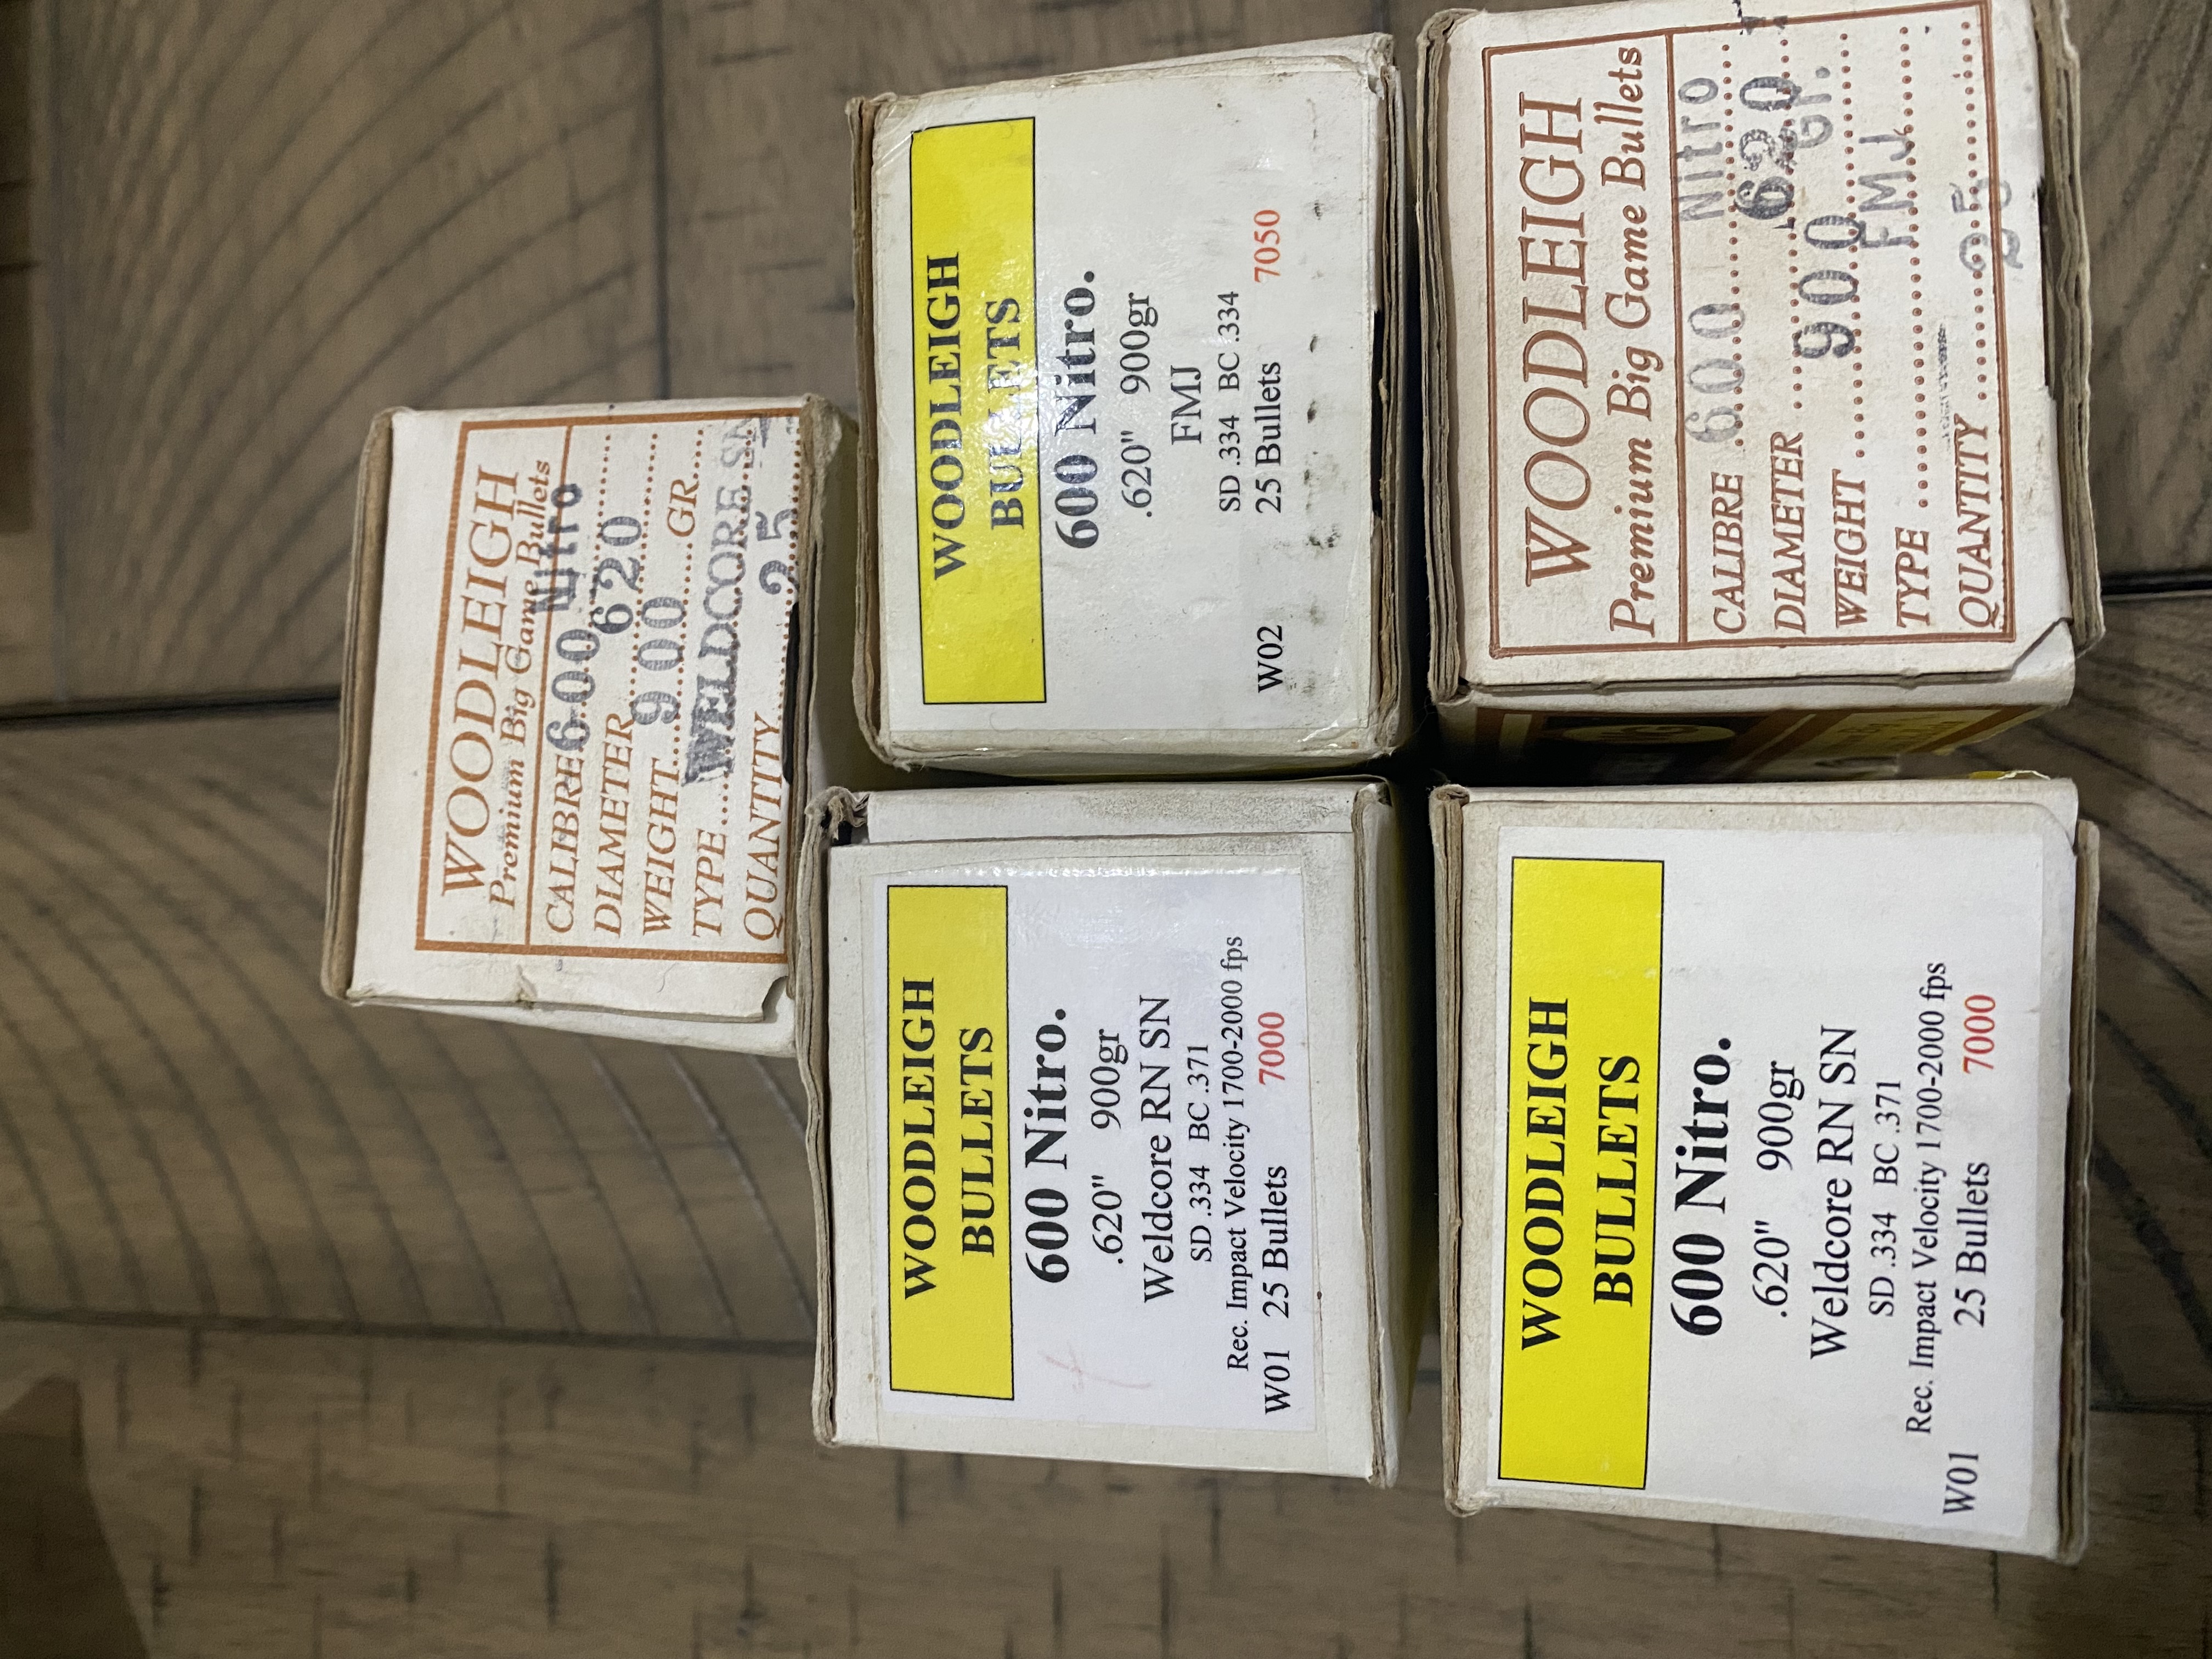 WOODLEIGH
Premium Big Game Bullets
CALIBRE 600 Nitro
DIAMETER 620
WEIGHT 900 GR.
TYPE WELDCORE SN
QUANTITY 25
WOODLEIGH
BULLETS
600 Nitro.
.620" 900gr
Weldcore RN SN
SD .334 BC .371
Rec. Impact Velocity 1700-2000 fps
W01 25 Bullets 7000
WOODLEIGH
BULLETS
600 Nitro.
.620" 900gr
FMJ
SD .334 BC .334
W02 25 Bullets 7050
WOODLEIGH
BULLETS
600 Nitro.
.620" 900gr
Weldcore RN SN
SD .334 BC .371
Rec. Impact Velocity 1700-2000 fps
W01 25 Bullets 7000
WOODLEIGH
Premium Big Game Bullets
CALIBRE 600 Nitro
DIAMETER 620
WEIGHT 900 Gr.
TYPE FMJ
QUANTITY 25